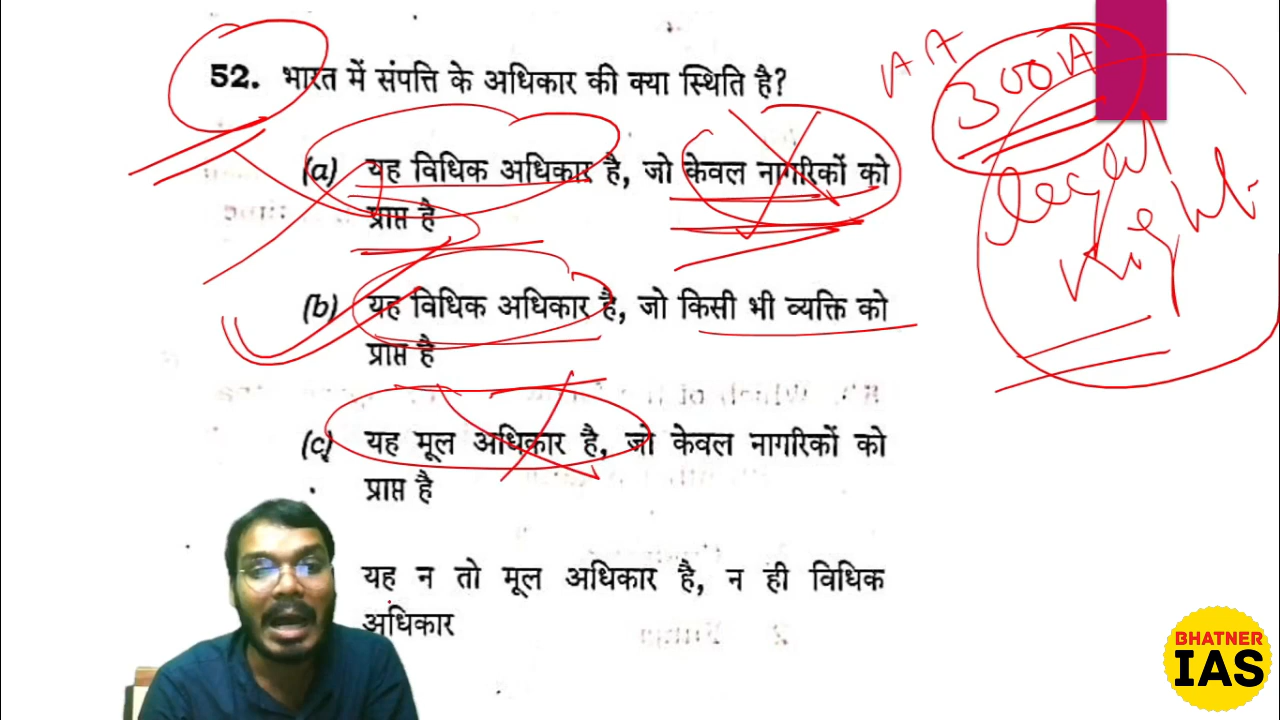 52. भारत में संपत्ति के अधिकार की क्या स्थिति है?
(a) यह विधिक अधिकार है, जो केवल नागरिकों को
प्राप्त है
(b) यह विधिक अधिकार है, जो किसी भी व्यक्ति को
प्राप्त है
(c) यह मूल अधिकार है, जो केवल नागरिकों को
प्राप्त है
यह न तो मूल अधिकार है, न ही विधिक
अधिकार
300A
legal
right
BHATNER
IAS